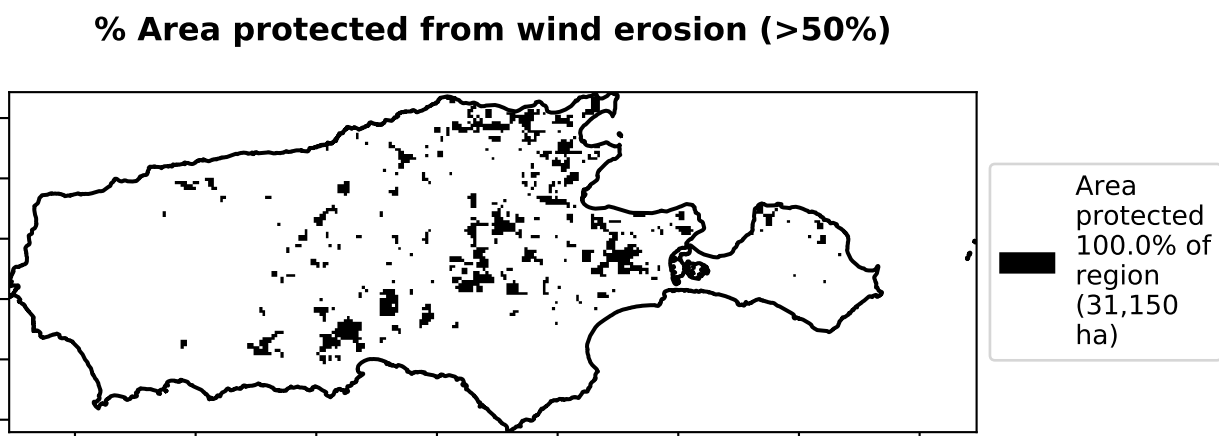 % Area protected from wind erosion (>50%)
Area
protected
100.0% of
region
(31,150
ha)